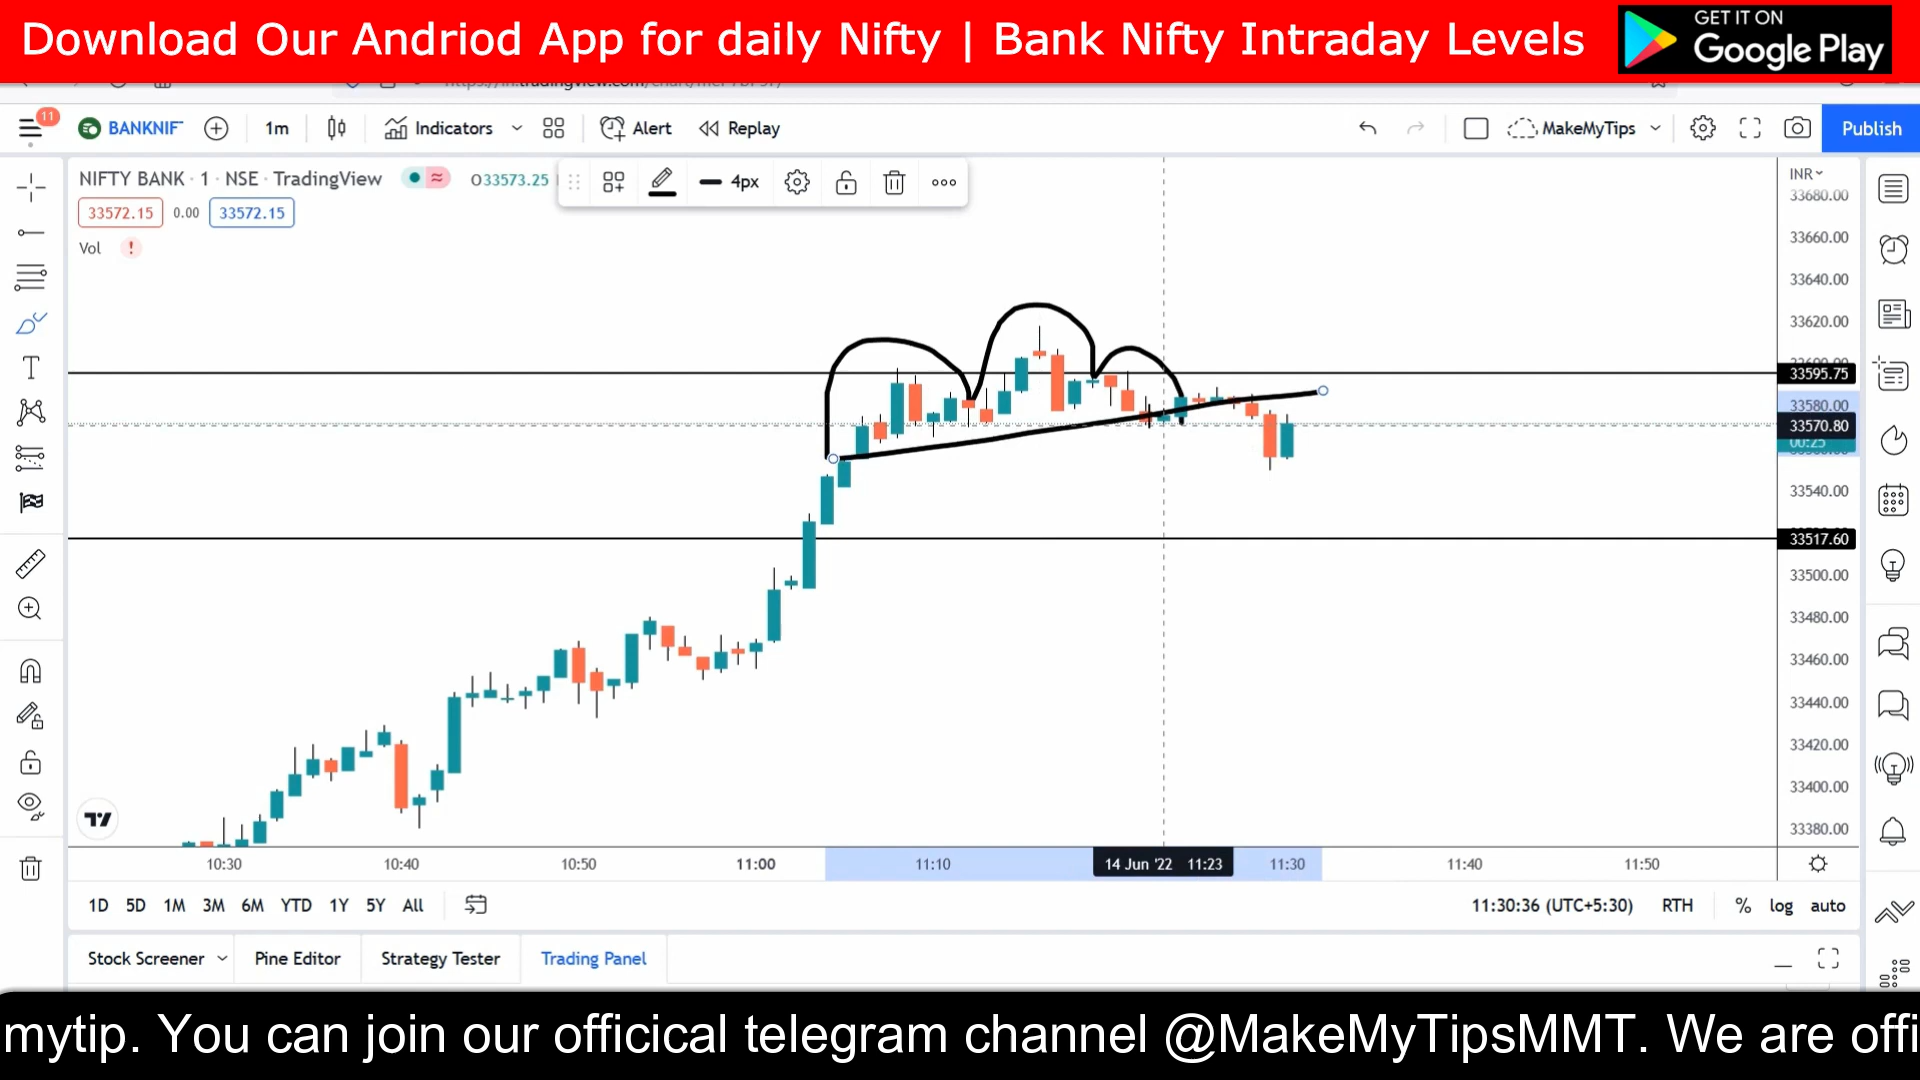 Download Our Andriod App for daily Nifty | Bank Nifty Intraday Levels
GET IT ON
Google Play
11
BANKNIF
1m
Indicators
Alert
Replay
MakeMyTips
Publish
NIFTY BANK · 1 · NSE · TradingView
O33573.25
4px
INR
33572.15 0.00 33572.15
Vol !
33680.00
33660.00
33640.00
33620.00
33595.75
33580.00
33570.80
00:25
33540.00
33517.60
33500.00
33480.00
33460.00
33440.00
33420.00
33400.00
33380.00
10:30 10:40 10:50 11:00 11:10 14 Jun '22 11:23 11:30 11:40 11:50
1D 5D 1M 3M 6M YTD 1Y 5Y All
11:30:36 (UTC+5:30) RTH % log auto
Stock Screener Pine Editor Strategy Tester Trading Panel
mytip. You can join our officical telegram channel @MakeMyTipsMMT. We are offi